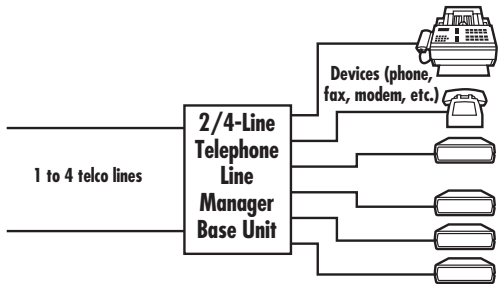 Devices (phone,
fax, modem, etc.)
1 to 4 telco lines
2/4-Line
Telephone
Line
Manager
Base Unit